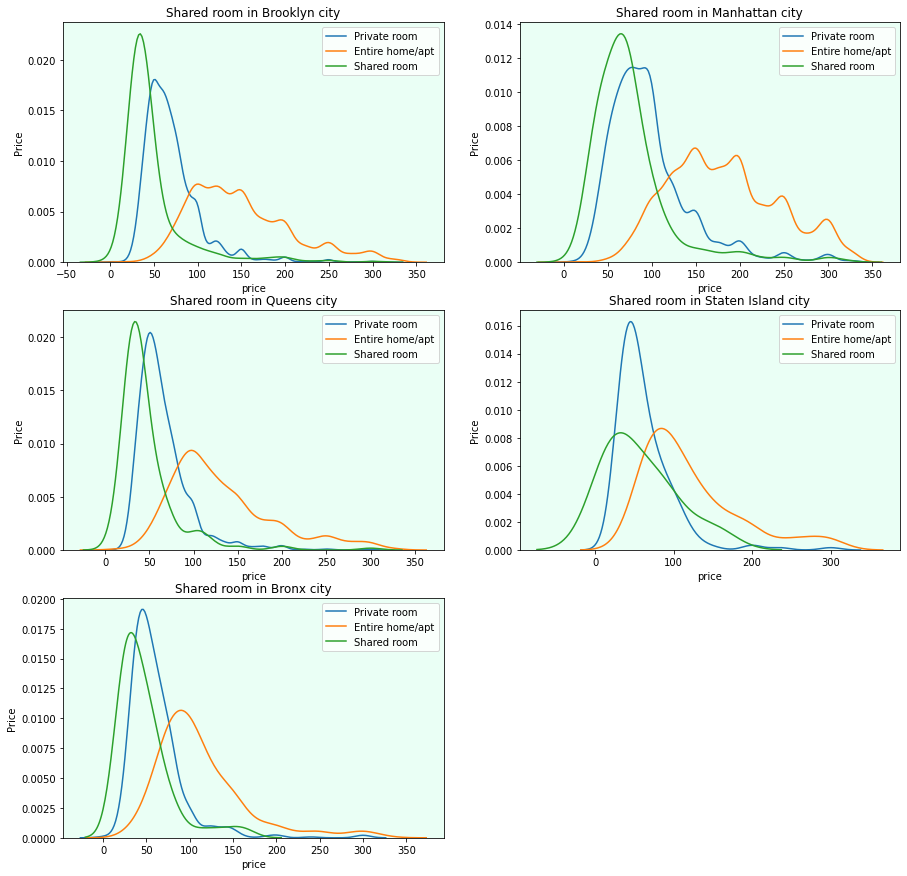 Shared room in Brooklyn city
Private room
Entire home/apt
Shared room
0.020
0.015
0.010
0.005
0.000
Price
−50 0 50 100 150 200 250 300 350
price
Shared room in Manhattan city
Private room
Entire home/apt
Shared room
0.014
0.012
0.010
0.008
0.006
0.004
0.002
0.000
Price
0 50 100 150 200 250 300 350
price
Shared room in Queens city
Private room
Entire home/apt
Shared room
0.020
0.015
0.010
0.005
0.000
Price
0 50 100 150 200 250 300 350
price
Shared room in Staten Island city
Private room
Entire home/apt
Shared room
0.016
0.014
0.012
0.010
0.008
0.006
0.004
0.002
0.000
Price
0 100 200 300
price
Shared room in Bronx city
Private room
Entire home/apt
Shared room
0.0200
0.0175
0.0150
0.0125
0.0100
0.0075
0.0050
0.0025
0.0000
Price
0 50 100 150 200 250 300 350
price